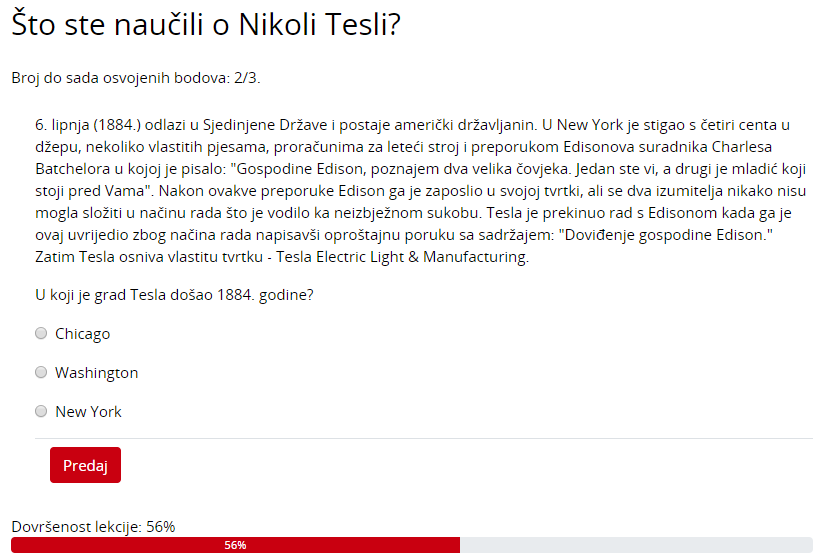 Što ste naučili o Nikoli Tesli?
Broj do sada osvojenih bodova: 2/3.
6. lipnja (1884.) odlazi u Sjedinjene Države i postaje američki državljanin. U New York je stigao s četiri centa u
džepu, nekoliko vlastitih pjesama, proračunima za leteći stroj i preporukom Edisonova suradnika Charlesa
Batchelora u kojoj je pisalo: "Gospodine Edison, poznajem dva velika čovjeka. Jedan ste vi, a drugi je mladić koji
stoji pred Vama". Nakon ovakve preporuke Edison ga je zaposlio u svojoj tvrtki, ali se dva izumitelja nikako nisu
mogla složiti u načinu rada što je vodilo ka neizbježnom sukobu. Tesla je prekinuo rad s Edisonom kada ga je
ovaj uvrijedio zbog načina rada napisavši oproštajnu poruku sa sadržajem: "Doviđenje gospodine Edison."
Zatim Tesla osniva vlastitu tvrtku - Tesla Electric Light & Manufacturing.
U koji je grad Tesla došao 1884. godine?
Chicago
Washington
New York
Predaj
Dovršenost lekcije: 56%
56%